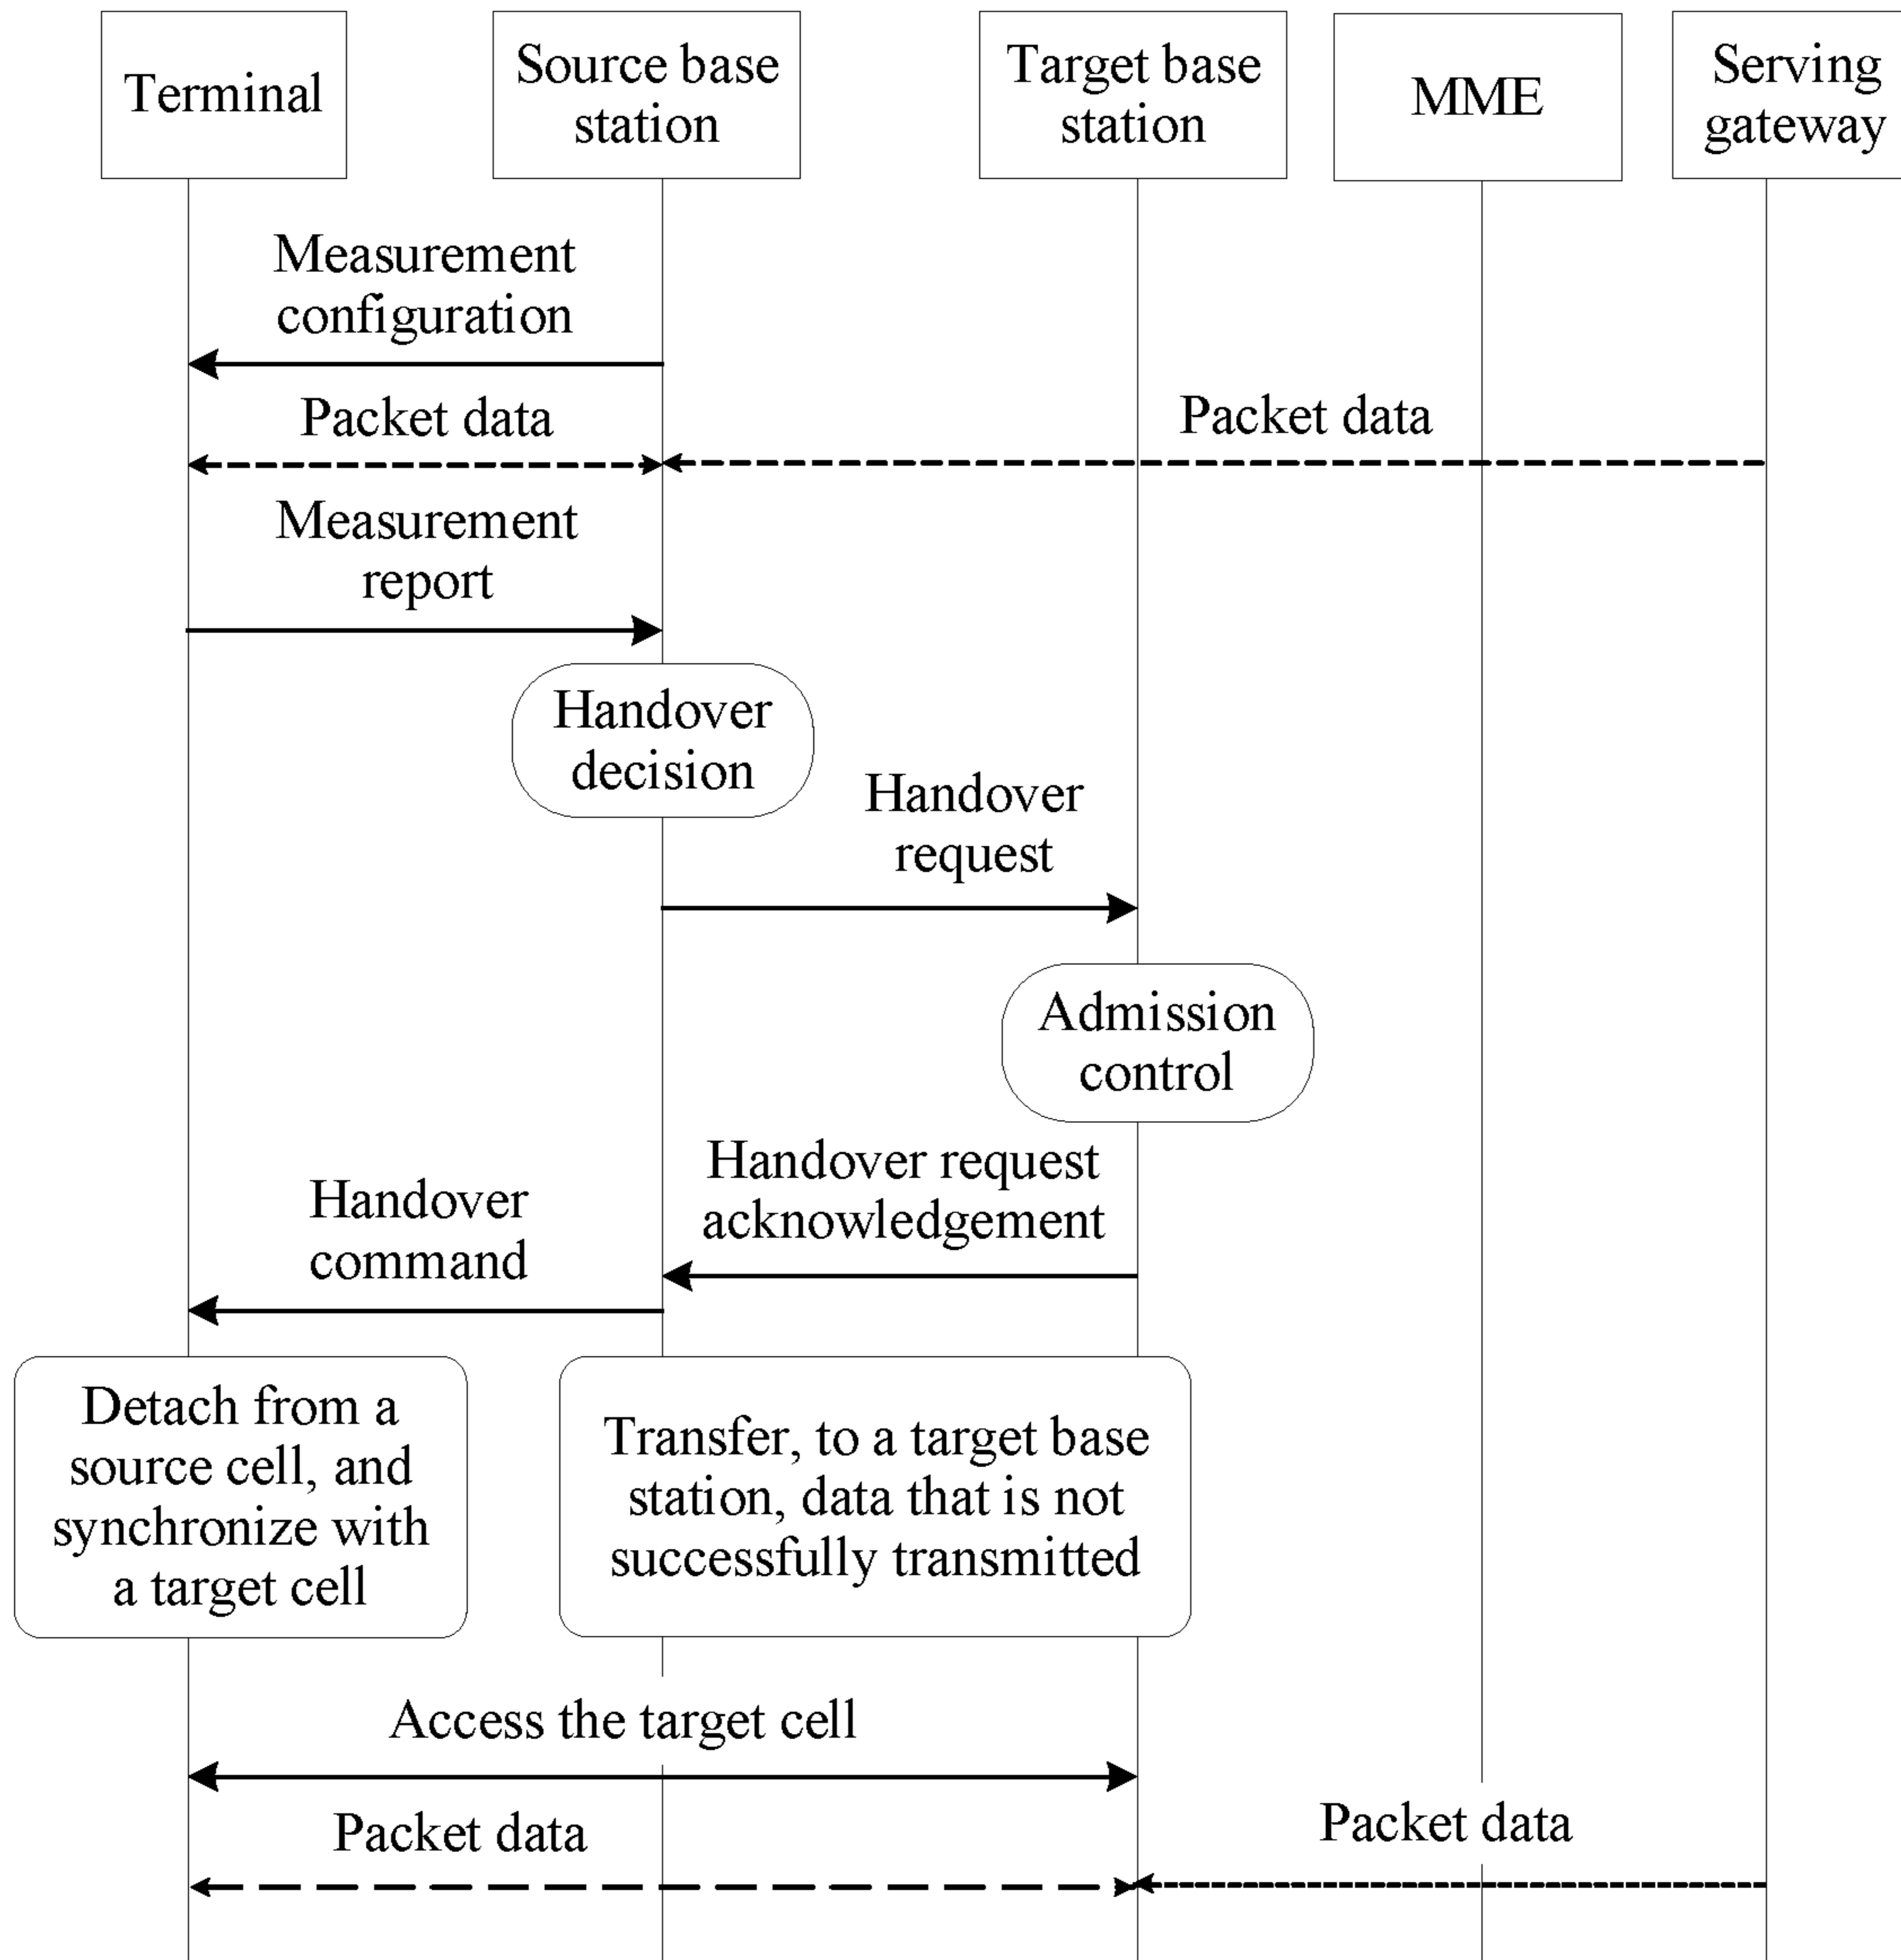 Terminal
Source base
station
Target base
station
MME
Serving
gateway
Measurement
configuration
Packet data
Packet data
Measurement
report
Handover
decision
Handover
request
Admission
control
Handover request
acknowledgement
Handover
command
Detach from a
source cell, and
synchronize with
a target cell
Transfer, to a target base
station, data that is not
successfully transmitted
Access the target cell
Packet data
Packet data